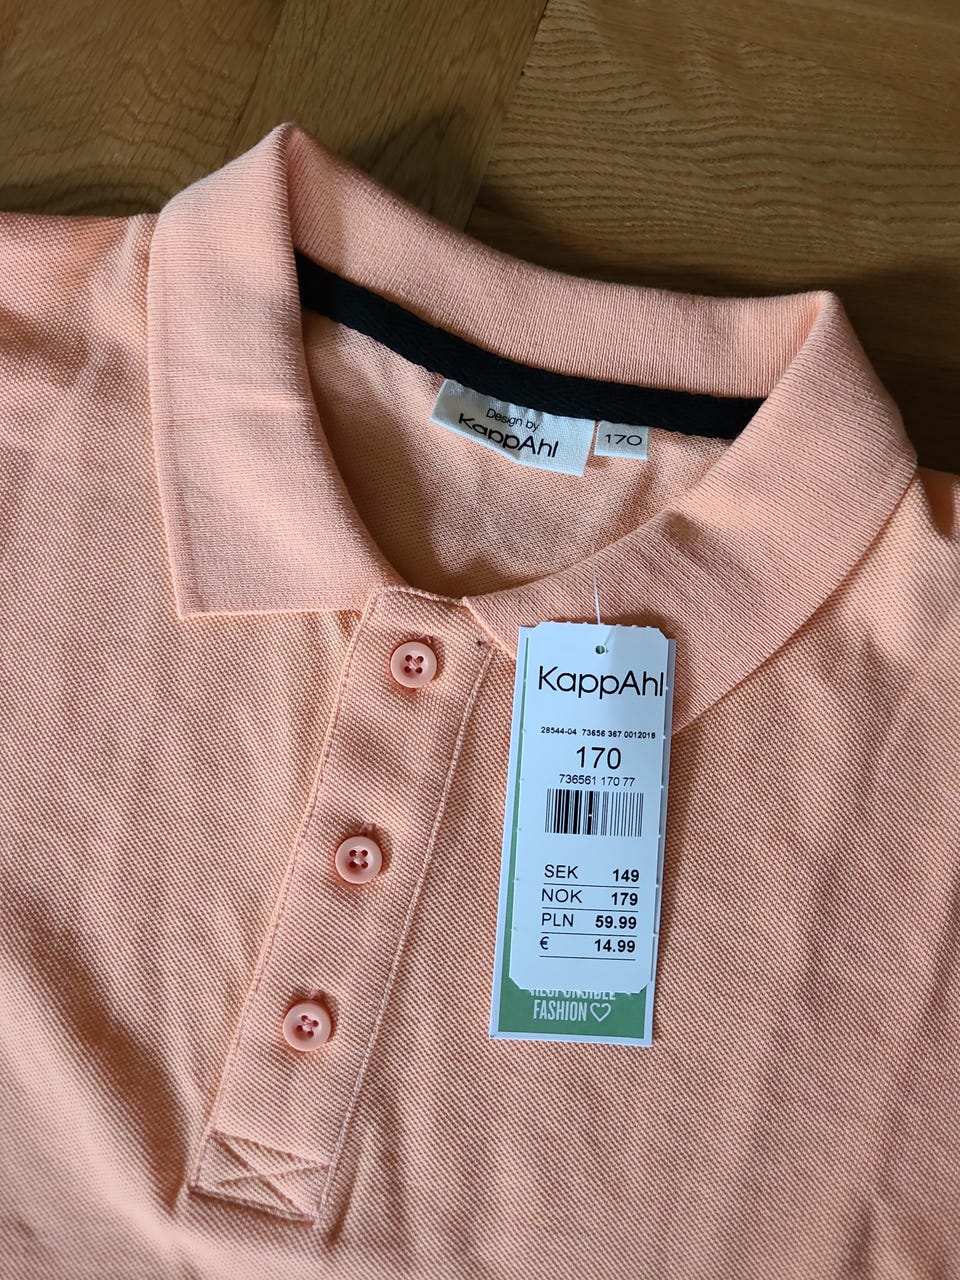 Design by
KappAhl
170
KappAhl
28544-04 73656 367 0012018
170
736561 170 77
SEK 149
NOK 179
PLN 59.99
€ 14.99
RESPONSIBLE
FASHION